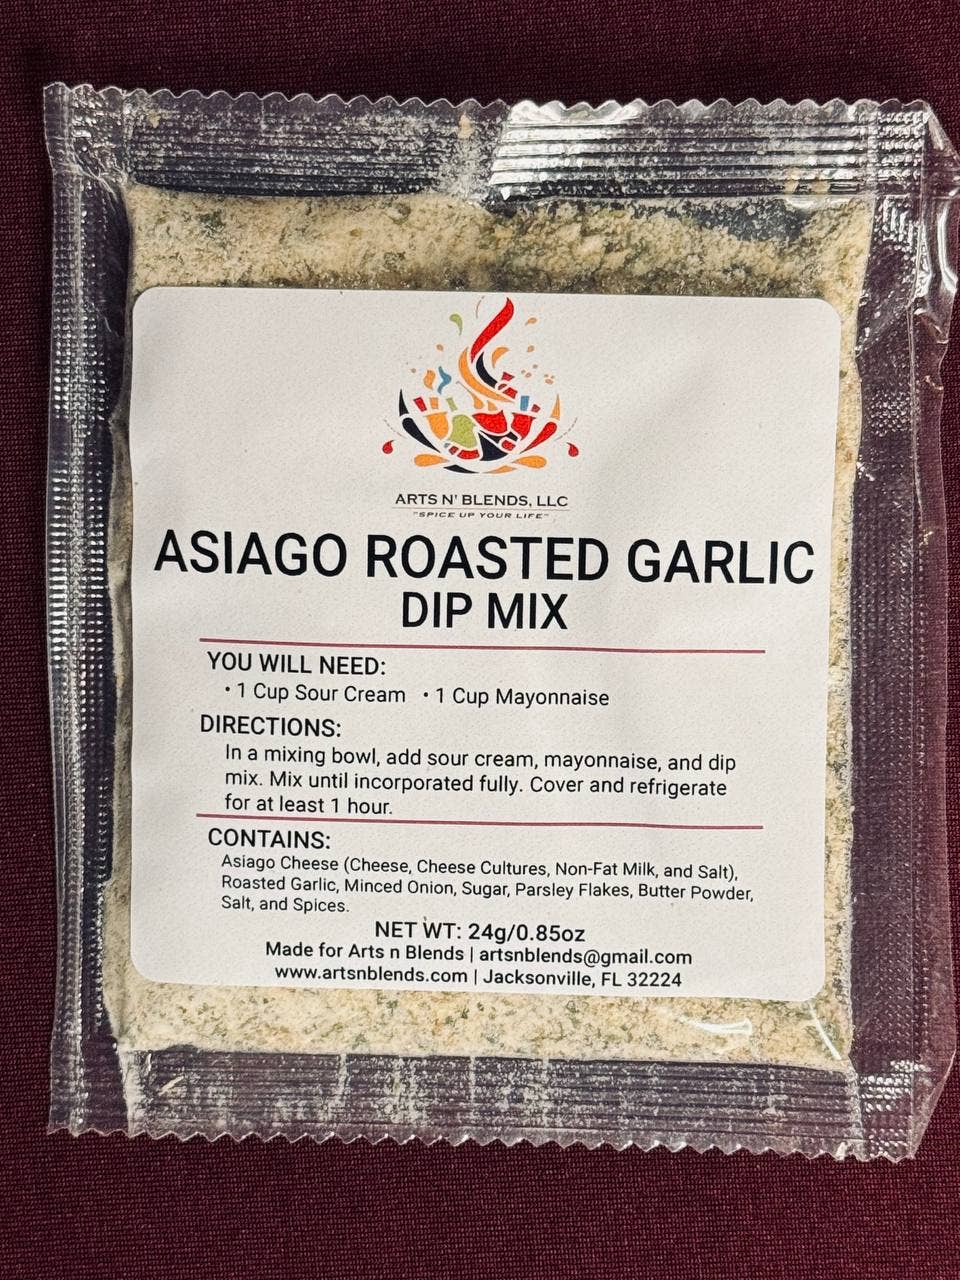 ARTS N' BLENDS, LLC
"SPICE UP YOUR LIFE"
ASIAGO ROASTED GARLIC
DIP MIX
YOU WILL NEED:
• 1 Cup Sour Cream • 1 Cup Mayonnaise
DIRECTIONS:
In a mixing bowl, add sour cream, mayonnaise, and dip
mix. Mix until incorporated fully. Cover and refrigerate
for at least 1 hour.
CONTAINS:
Asiago Cheese (Cheese, Cheese Cultures, Non-Fat Milk, and Salt),
Roasted Garlic, Minced Onion, Sugar, Parsley Flakes, Butter Powder,
Salt, and Spices.
NET WT: 24g/0.85oz
Made for Arts n Blends | artsnblends@gmail.com
www.artsnblends.com | Jacksonville, FL 32224